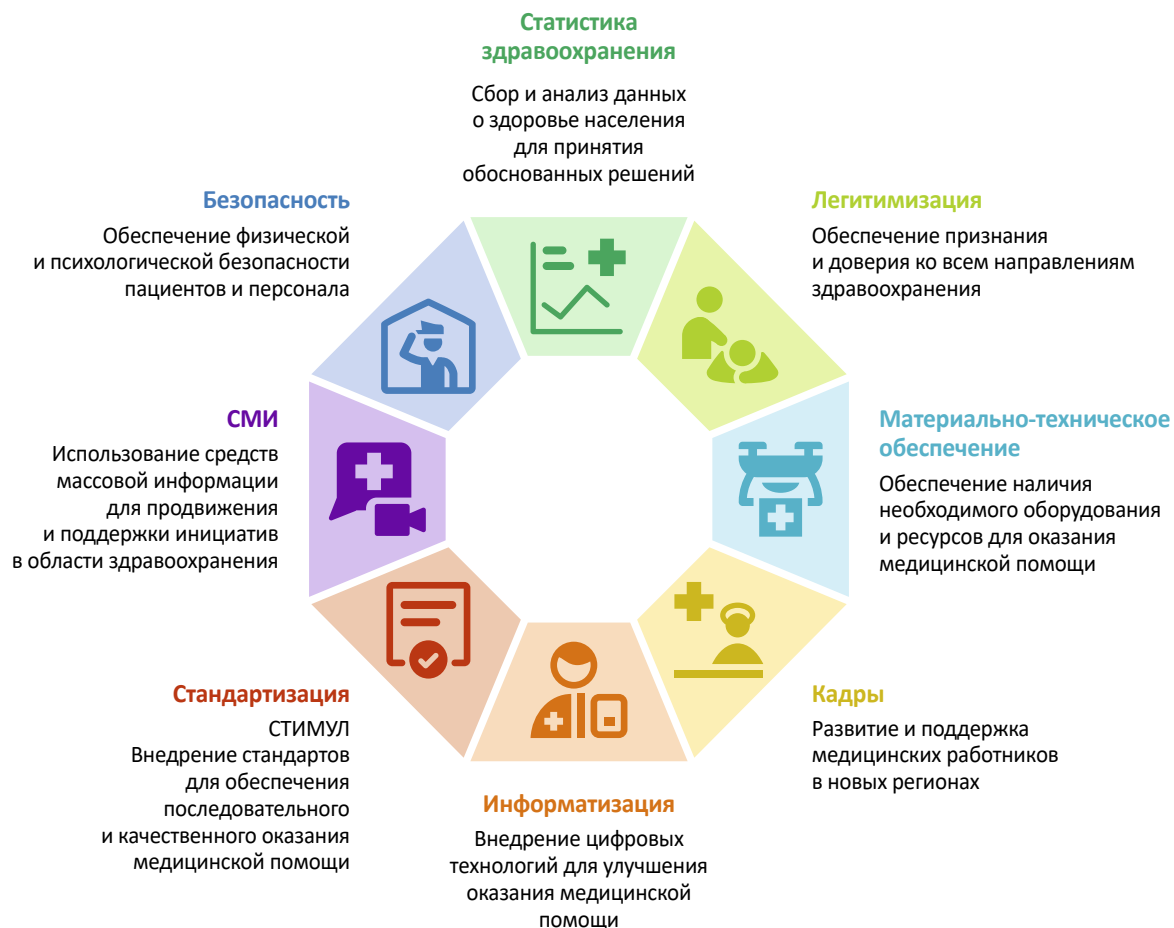 Статистика
здравоохранения
Сбор и анализ данных
о здоровье населения
для принятия
обоснованных решений
Безопасность
Обеспечение физической
и психологической безопасности
пациентов и персонала
Легитимизация
Обеспечение признания
и доверия ко всем направлениям
здравоохранения
СМИ
Использование средств
массовой информации
для продвижения
и поддержки инициатив
в области здравоохранения
Материально-техническое
обеспечение
Обеспечение наличия
необходимого оборудования
и ресурсов для оказания
медицинской помощи
Стандартизация
СТИМУЛ
Внедрение стандартов
для обеспечения
последовательного
и качественного оказания
медицинской помощи
Кадры
Развитие и поддержка
медицинских работников
в новых регионах
Информатизация
Внедрение цифровых
технологий для улучшения
оказания медицинской
помощи